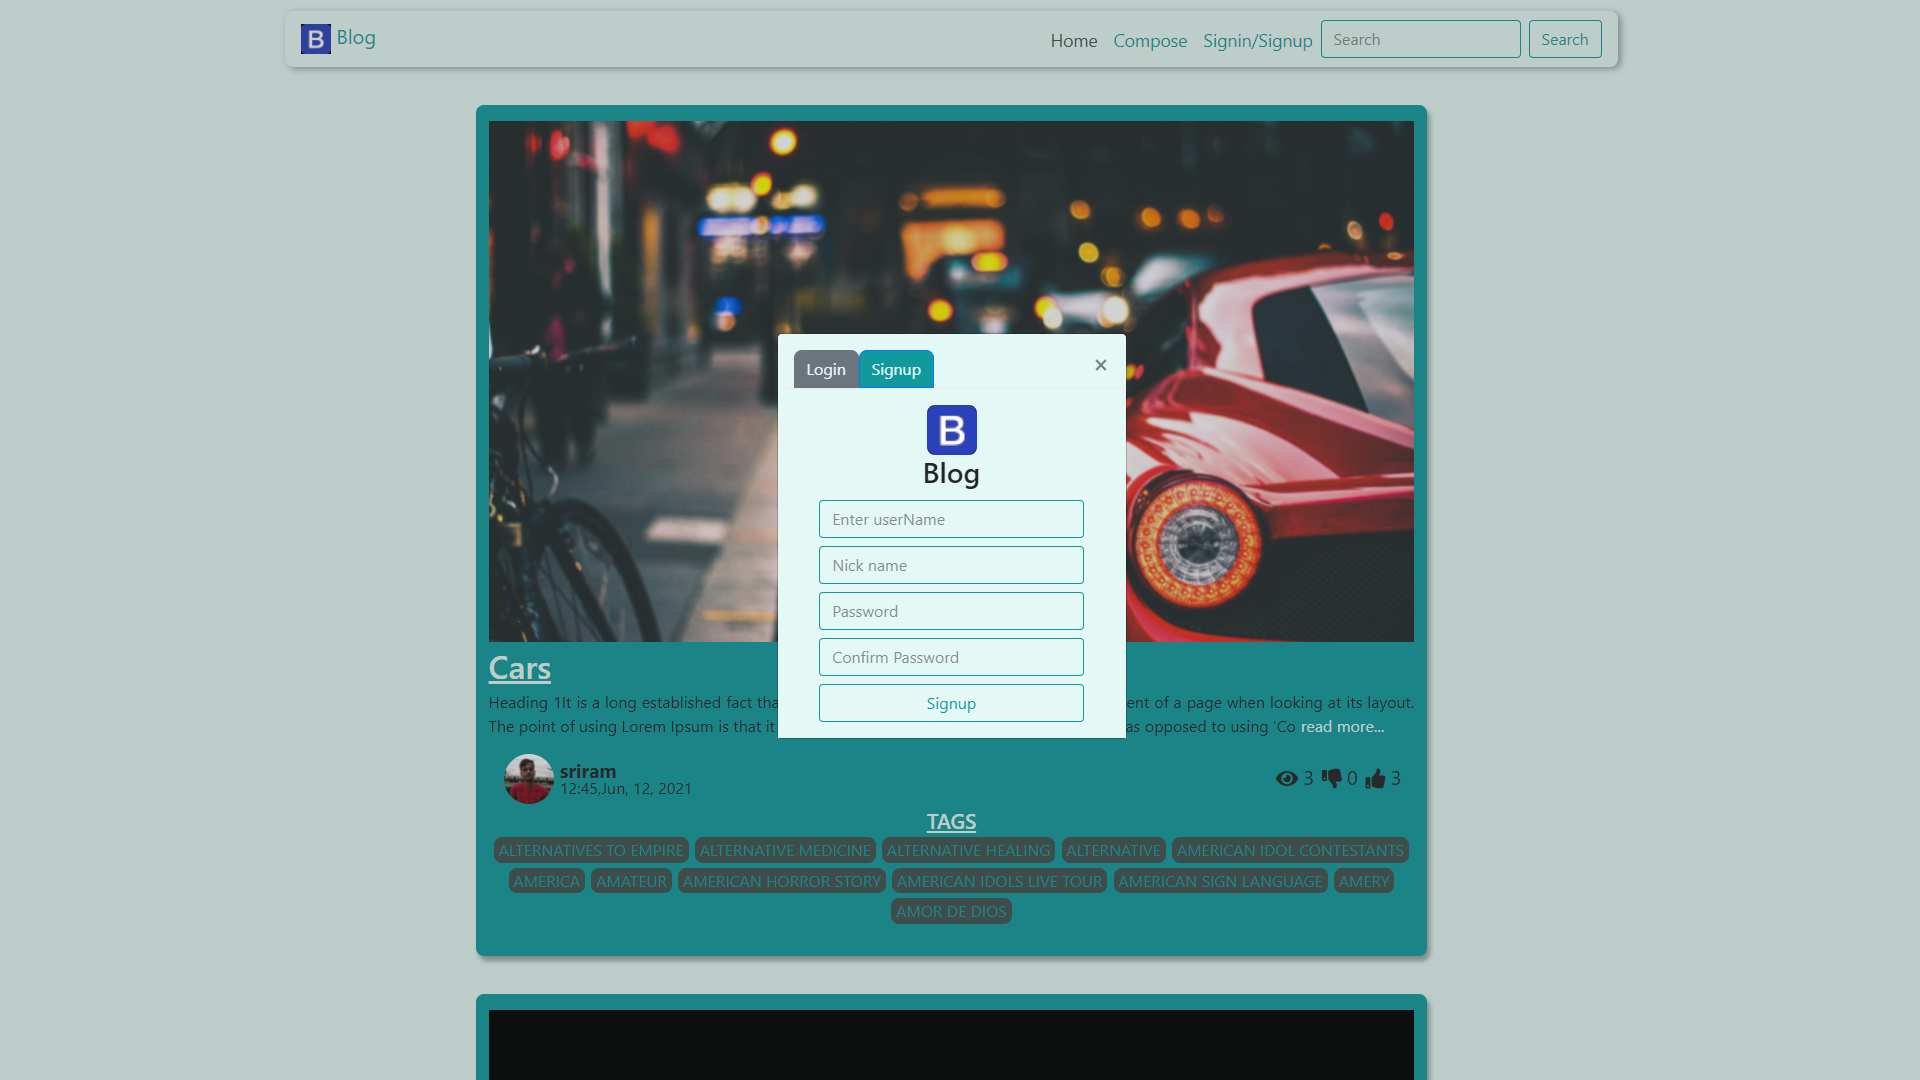 B Blog
Home Compose Signin/Signup Search Search
Login Signup ×
B
Blog
Enter userName
Nick name
Password
Confirm Password
Signup
Cars
Heading 1It is a long established fact tha ent of a page when looking at its layout.
The point of using Lorem Ipsum is that it as opposed to using 'Co read more...
sriram
12:45,Jun, 12, 2021
3 0 3
TAGS
ALTERNATIVES TO EMPIRE ALTERNATIVE MEDICINE ALTERNATIVE HEALING ALTERNATIVE AMERICAN IDOL CONTESTANTS
AMERICA AMATEUR AMERICAN HORROR STORY AMERICAN IDOLS LIVE TOUR AMERICAN SIGN LANGUAGE AMERY
AMOR DE DIOS